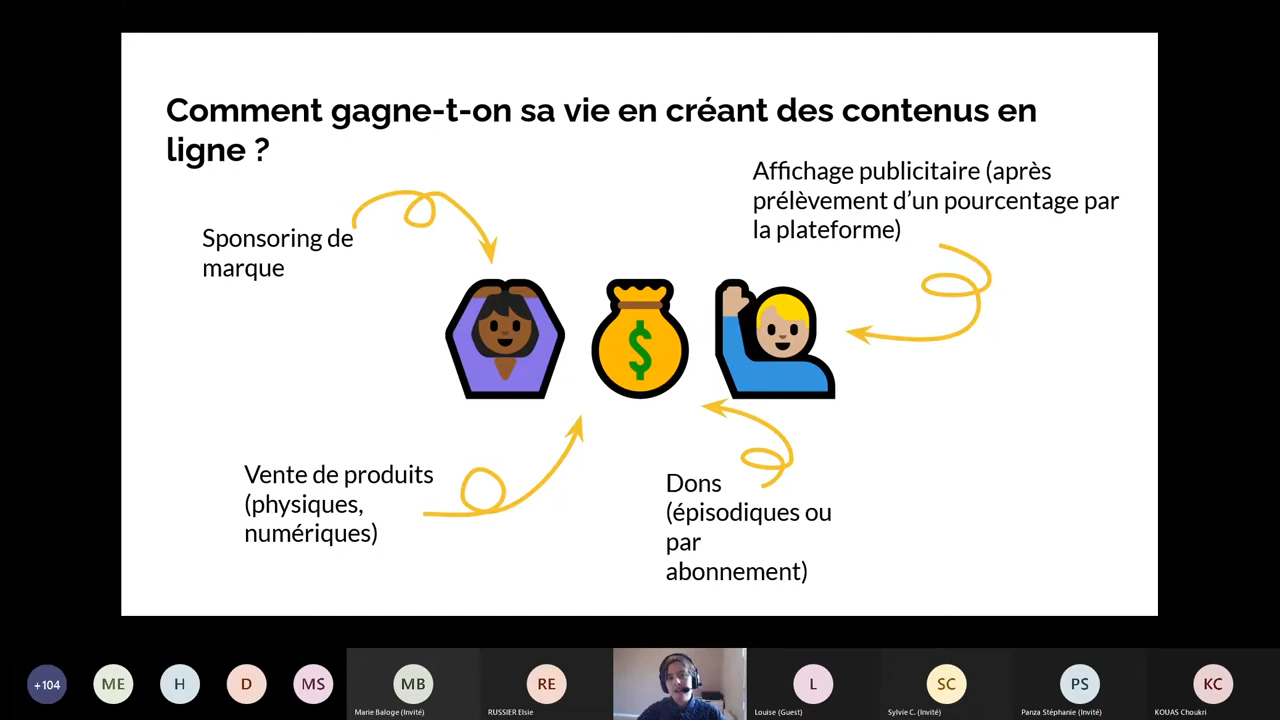 Comment gagne-t-on sa vie en créant des contenus en
ligne ?
Affichage publicitaire (après
prélèvement d'un pourcentage par
la plateforme)
Sponsoring de
marque
$
Vente de produits
(physiques,
numériques)
Dons
(épisodiques ou
par
abonnement)
+104
ME
H
D
MS
MB
RE
L
SC
PS
KC
Marie Baloge (Invité)
RUSSIER Elsie
Louise (Guest)
Sylvie C. (Invité)
Panza Stéphanie (Invité)
KOUAS Choukri